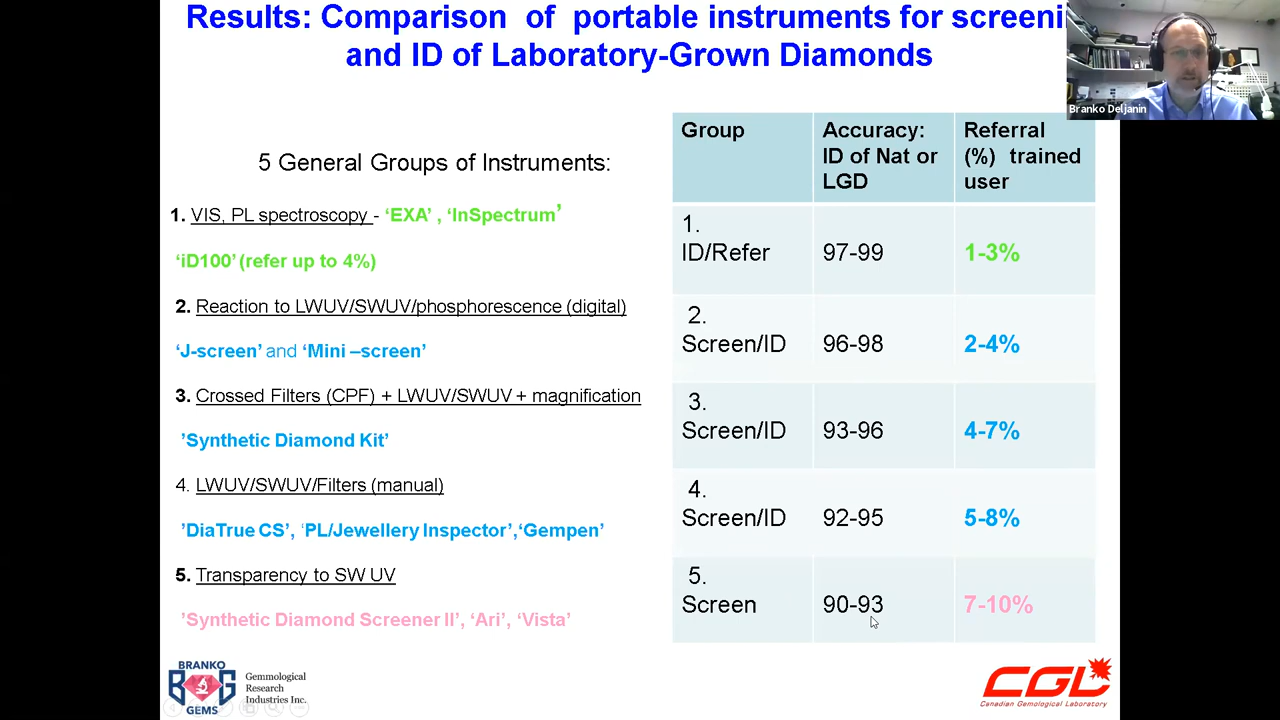 Results: Comparison of portable instruments for screeni
and ID of Laboratory-Grown Diamonds
Branko Deljanin
5 General Groups of Instruments:
1. VIS, PL spectroscopy - ‘EXA’ , ‘InSpectrum’
‘iD100’ (refer up to 4%)
2. Reaction to LWUV/SWUV/phosphorescence (digital)
‘J-screen’ and ‘Mini –screen’
3. Crossed Filters (CPF) + LWUV/SWUV + magnification
’Synthetic Diamond Kit’
4. LWUV/SWUV/Filters (manual)
’DiaTrue CS’, ‘PL/Jewellery Inspector’,‘Gempen’
5. Transparency to SW UV
’Synthetic Diamond Screener II’, ‘Ari’, ‘Vista’
Group
Accuracy:
ID of Nat or
LGD
Referral
(%) trained
user
1.
ID/Refer
97-99
1-3%
2.
Screen/ID
96-98
2-4%
3.
Screen/ID
93-96
4-7%
4.
Screen/ID
92-95
5-8%
5.
Screen
90-93
7-10%
BRANKO
GEMS
Gemmological
Research
Industries Inc.
CGL
Canadian Gemological Laboratory